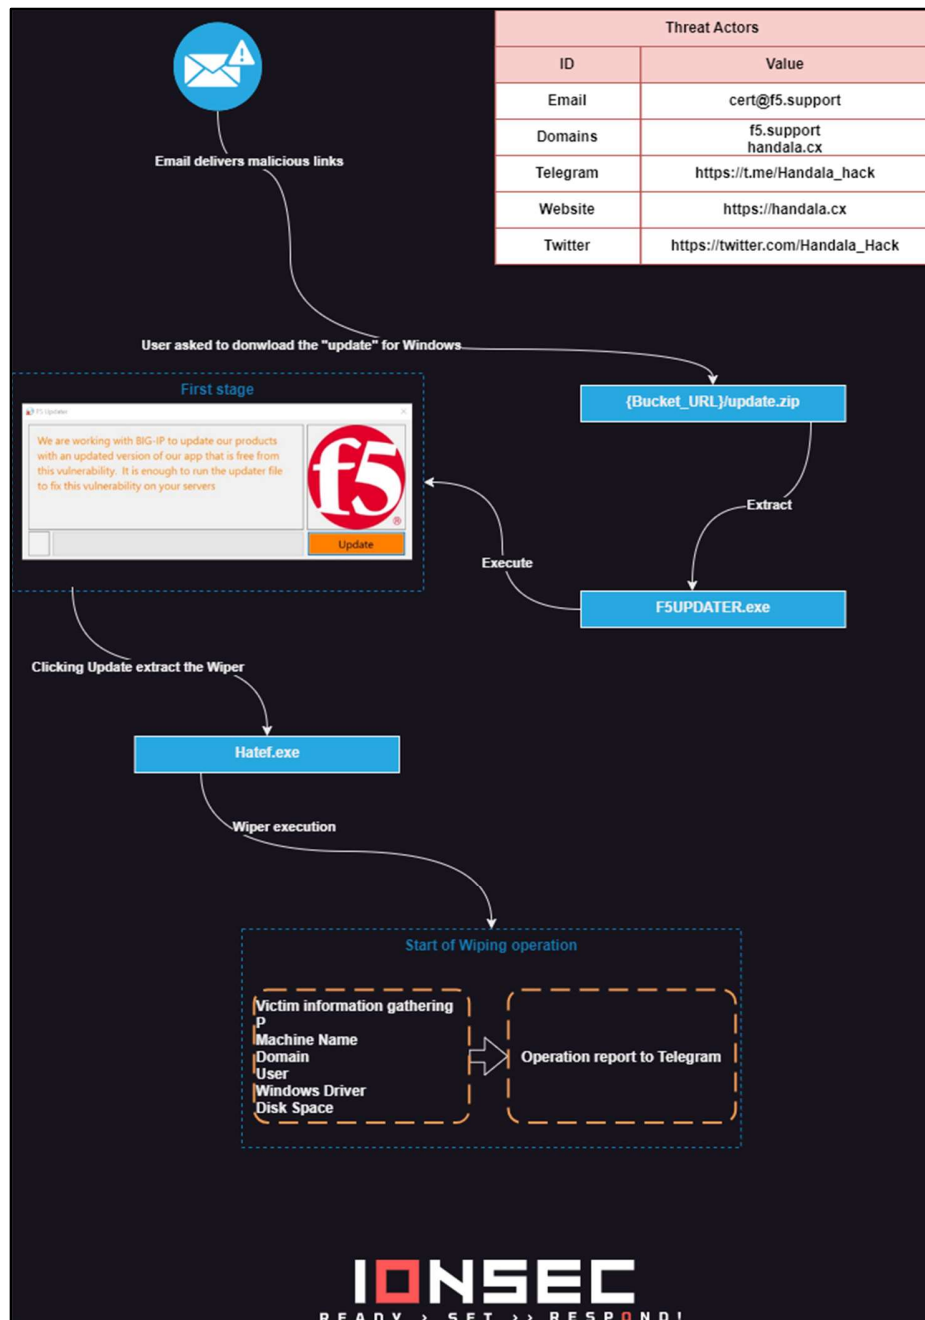 Threat Actors
ID Value
Email cert@f5.support
Domains f5.support
handala.cx
Telegram https://t.me/Handala_hack
Website https://handala.cx
Twitter https://twitter.com/Handala_Hack
Email delivers malicious links
User asked to donwload the "update" for Windows
{Bucket_URL}/update.zip
Extract
F5UPDATER.exe
Execute
First stage
F5 Updater
We are working with BIG-IP to update our products
with an updated version of our app that is free from
this vulnerability. It is enough to run the updater file
to fix this vulnerability on your servers
f5
®
Update
Clicking Update extract the Wiper
Hatef.exe
Wiper execution
Start of Wiping operation
Victim information gathering
P
Machine Name
Domain
User
Windows Driver
Disk Space
Operation report to Telegram
IONSEC
READY > SET >> RESPOND!